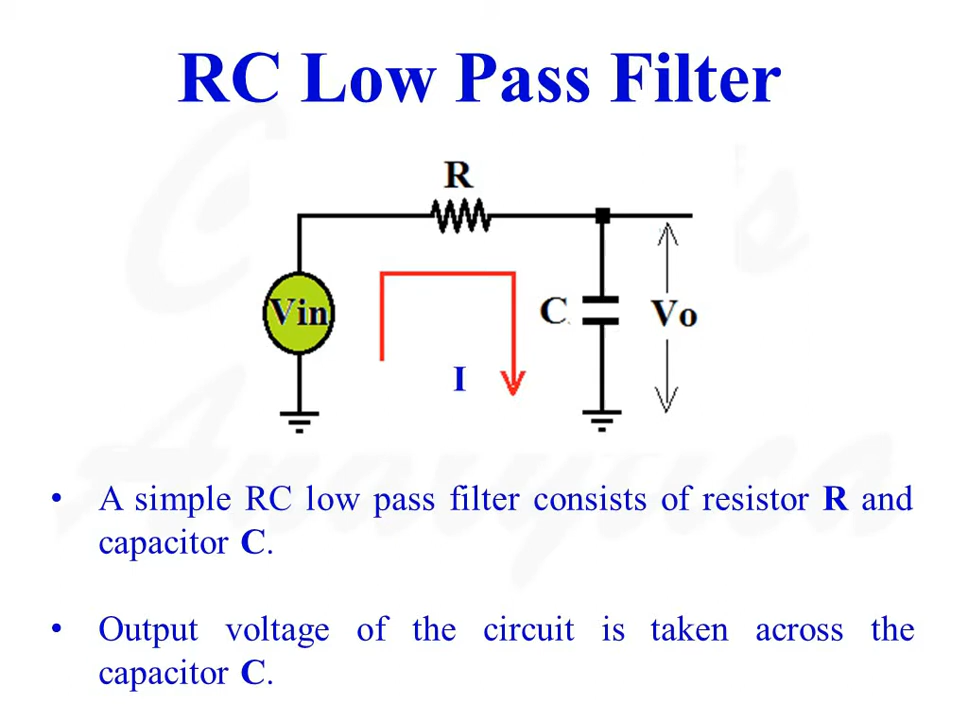 RC Low Pass Filter
R
Vin
C
Vo
I
• A simple RC low pass filter consists of resistor R and
capacitor C.
• Output voltage of the circuit is taken across the
capacitor C.